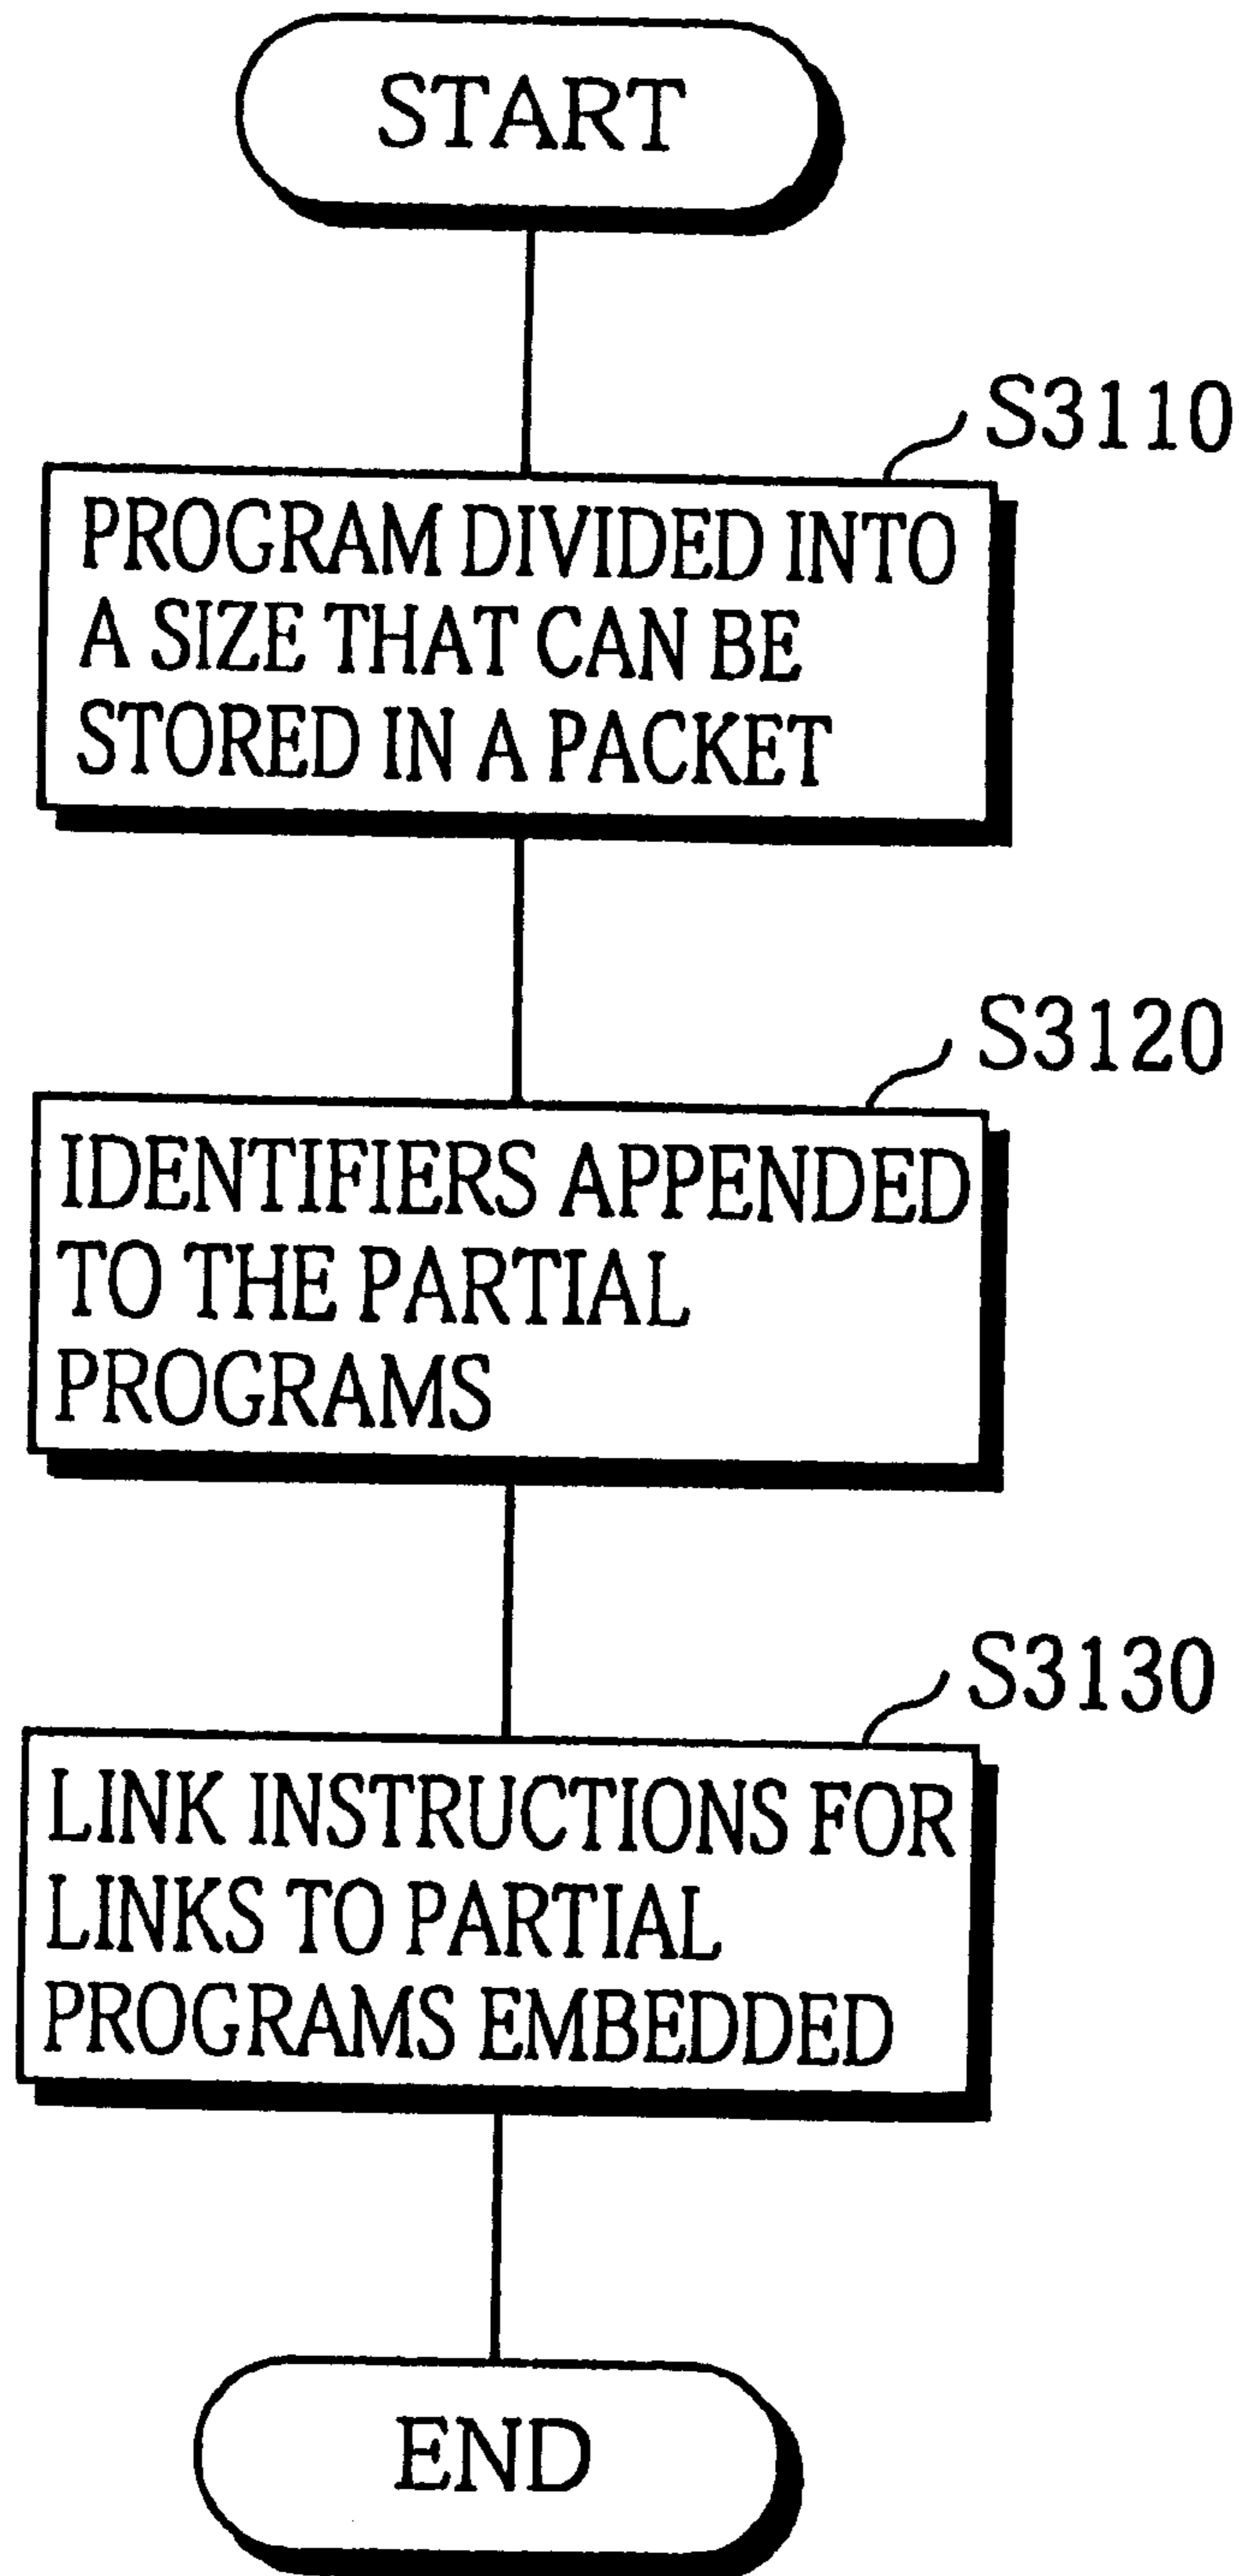 START
S3110
PROGRAM DIVIDED INTO
A SIZE THAT CAN BE
STORED IN A PACKET
S3120
IDENTIFIERS APPENDED
TO THE PARTIAL
PROGRAMS
S3130
LINK INSTRUCTIONS FOR
LINKS TO PARTIAL
PROGRAMS EMBEDDED
END